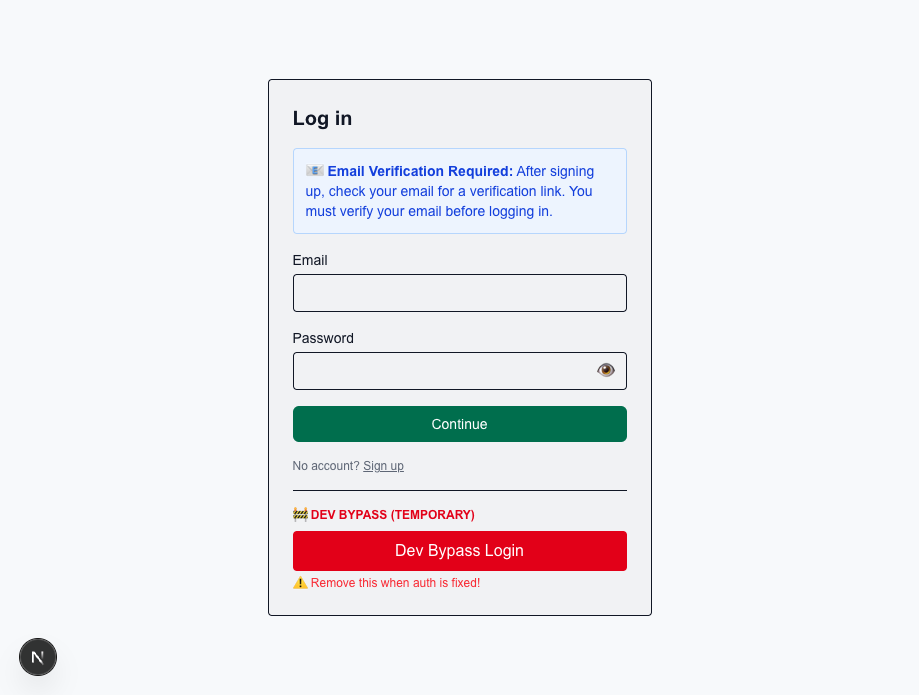 Log in
📧 Email Verification Required: After signing
up, check your email for a verification link. You
must verify your email before logging in.
Email
Password
Continue
No account? Sign up
🚧 DEV BYPASS (TEMPORARY)
Dev Bypass Login
⚠️ Remove this when auth is fixed!
N